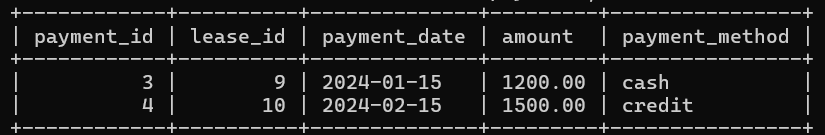 +------------+----------+--------------+---------+----------------+
| payment_id | lease_id | payment_date | amount  | payment_method |
+------------+----------+--------------+---------+----------------+
|          3 |        9 | 2024-01-15   | 1200.00 | cash           |
|          4 |       10 | 2024-02-15   | 1500.00 | credit         |
+------------+----------+--------------+---------+----------------+